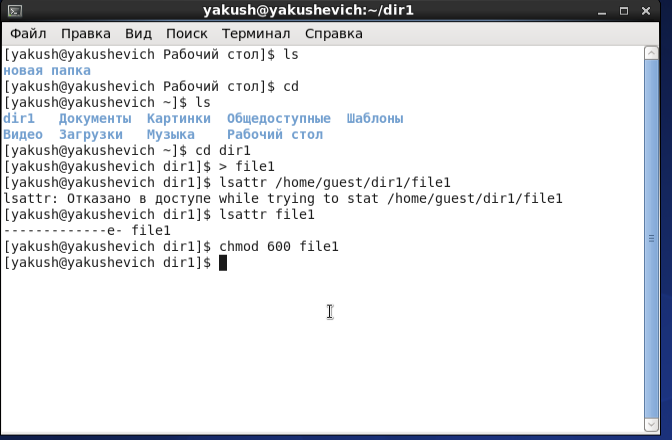 yakush@yakushevich:~/dir1
Файл Правка Вид Поиск Терминал Справка
[yakush@yakushevich Рабочий стол]$ ls
новая папка
[yakush@yakushevich Рабочий стол]$ cd
[yakush@yakushevich ~]$ ls
dir1 Документы Картинки Общедоступные Шаблоны
Видео Загрузки Музыка Рабочий стол
[yakush@yakushevich ~]$ cd dir1
[yakush@yakushevich dir1]$ > file1
[yakush@yakushevich dir1]$ lsattr /home/guest/dir1/file1
lsattr: Отказано в доступе while trying to stat /home/guest/dir1/file1
[yakush@yakushevich dir1]$ lsattr file1
-------------e- file1
[yakush@yakushevich dir1]$ chmod 600 file1
[yakush@yakushevich dir1]$